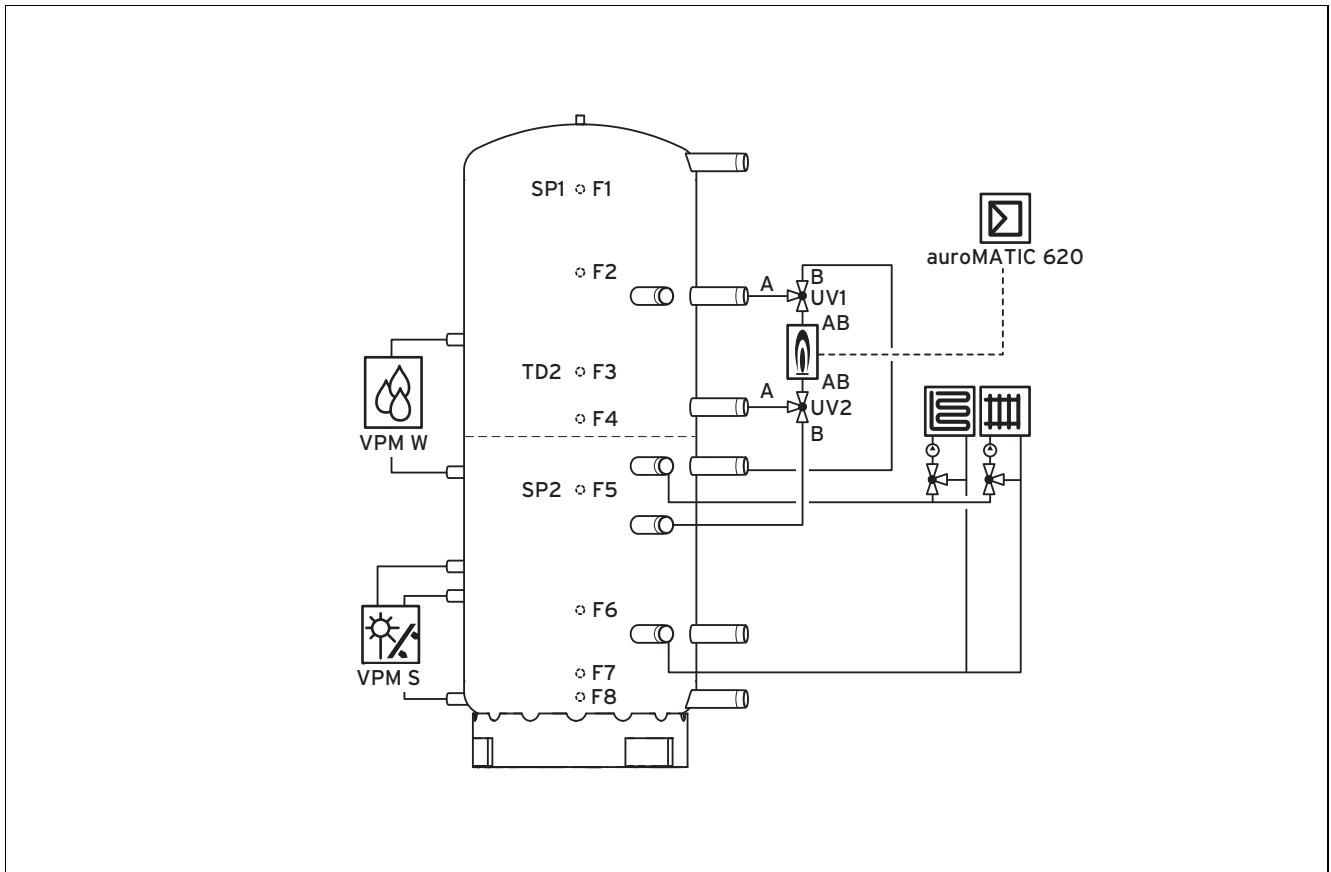 SP1 F1
auroMATIC 620
F2
A B
UV1
AB
TD2 F3
AB
A UV2
F4
B
VPM W
SP2 F5
F6
VPM S
F7
F8